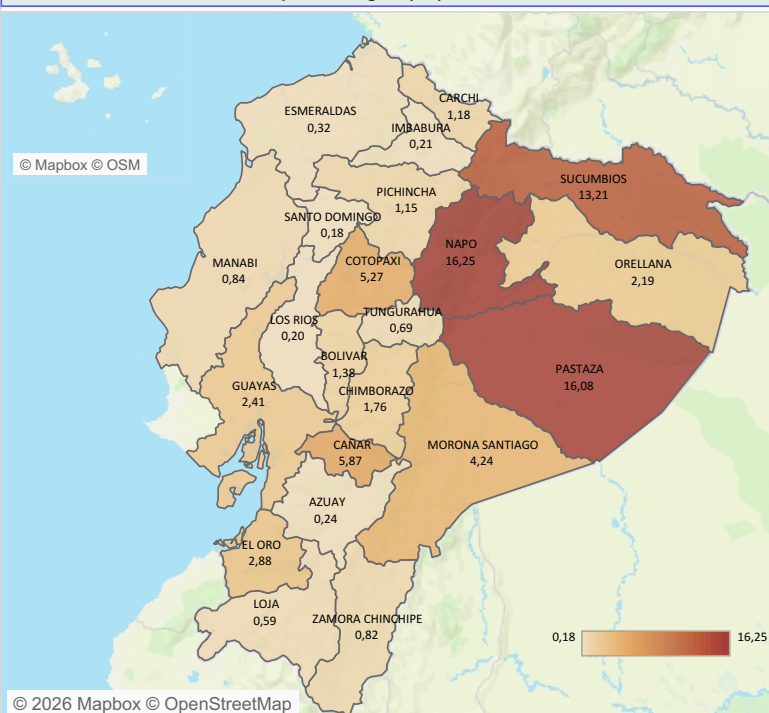 CARCHI
1,18
ESMERALDAS
0,32
IMBABURA
0,21
© Mapbox © OSM
SUCUMBIOS
13,21
PICHINCHA
1,15
SANTO DOMINGO
0,18
NAPO
16,25
COTOPAXI
5,27
MANABI
0,84
ORELLANA
2,19
TUNGURAHUA
0,69
LOS RIOS
0,20
BOLIVAR
1,38
PASTAZA
16,08
GUAYAS
2,41
CHIMBORAZO
1,76
CAÑAR
5,87
MORONA SANTIAGO
4,24
AZUAY
0,24
EL ORO
2,88
LOJA
0,59
ZAMORA CHINCHIPE
0,82
0,18
16,25
© 2026 Mapbox © OpenStreetMap